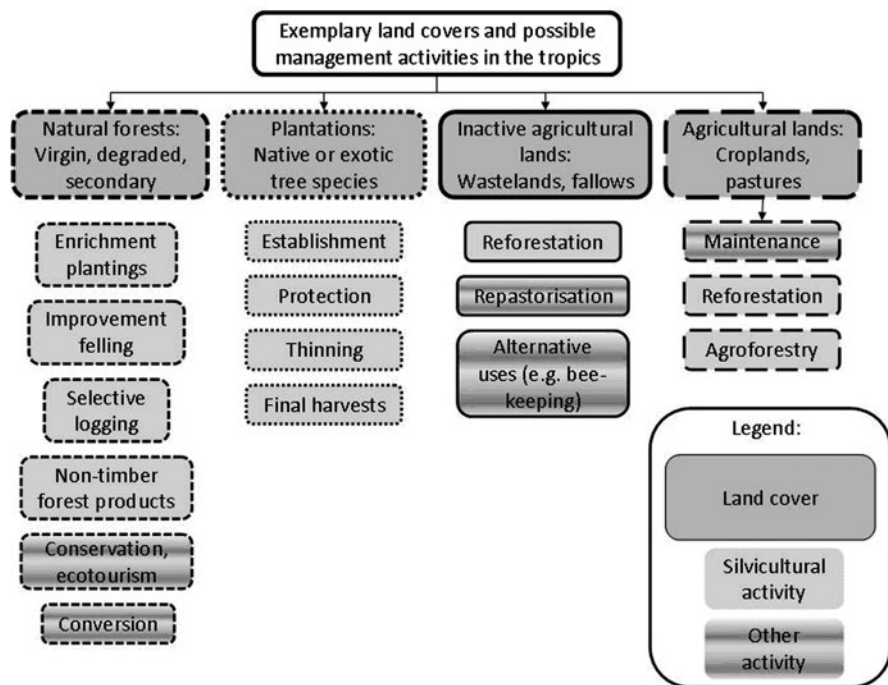 Exemplary land covers and possible
management activities in the tropics
Natural forests:
Virgin, degraded,
secondary
Enrichment
plantings
Improvement
felling
Selective
logging
Non-timber
forest products
Conservation,
ecotourism
Conversion
Plantations:
Native or exotic
tree species
Establishment
Protection
Thinning
Final harvests
Inactive agricultural
lands:
Wastelands, fallows
Reforestation
Repastorisation
Alternative
uses (e.g. bee-
keeping)
Agricultural lands:
Croplands,
pastures
Maintenance
Reforestation
Agroforestry
Legend:
Land cover
Silvicultural
activity
Other
activity